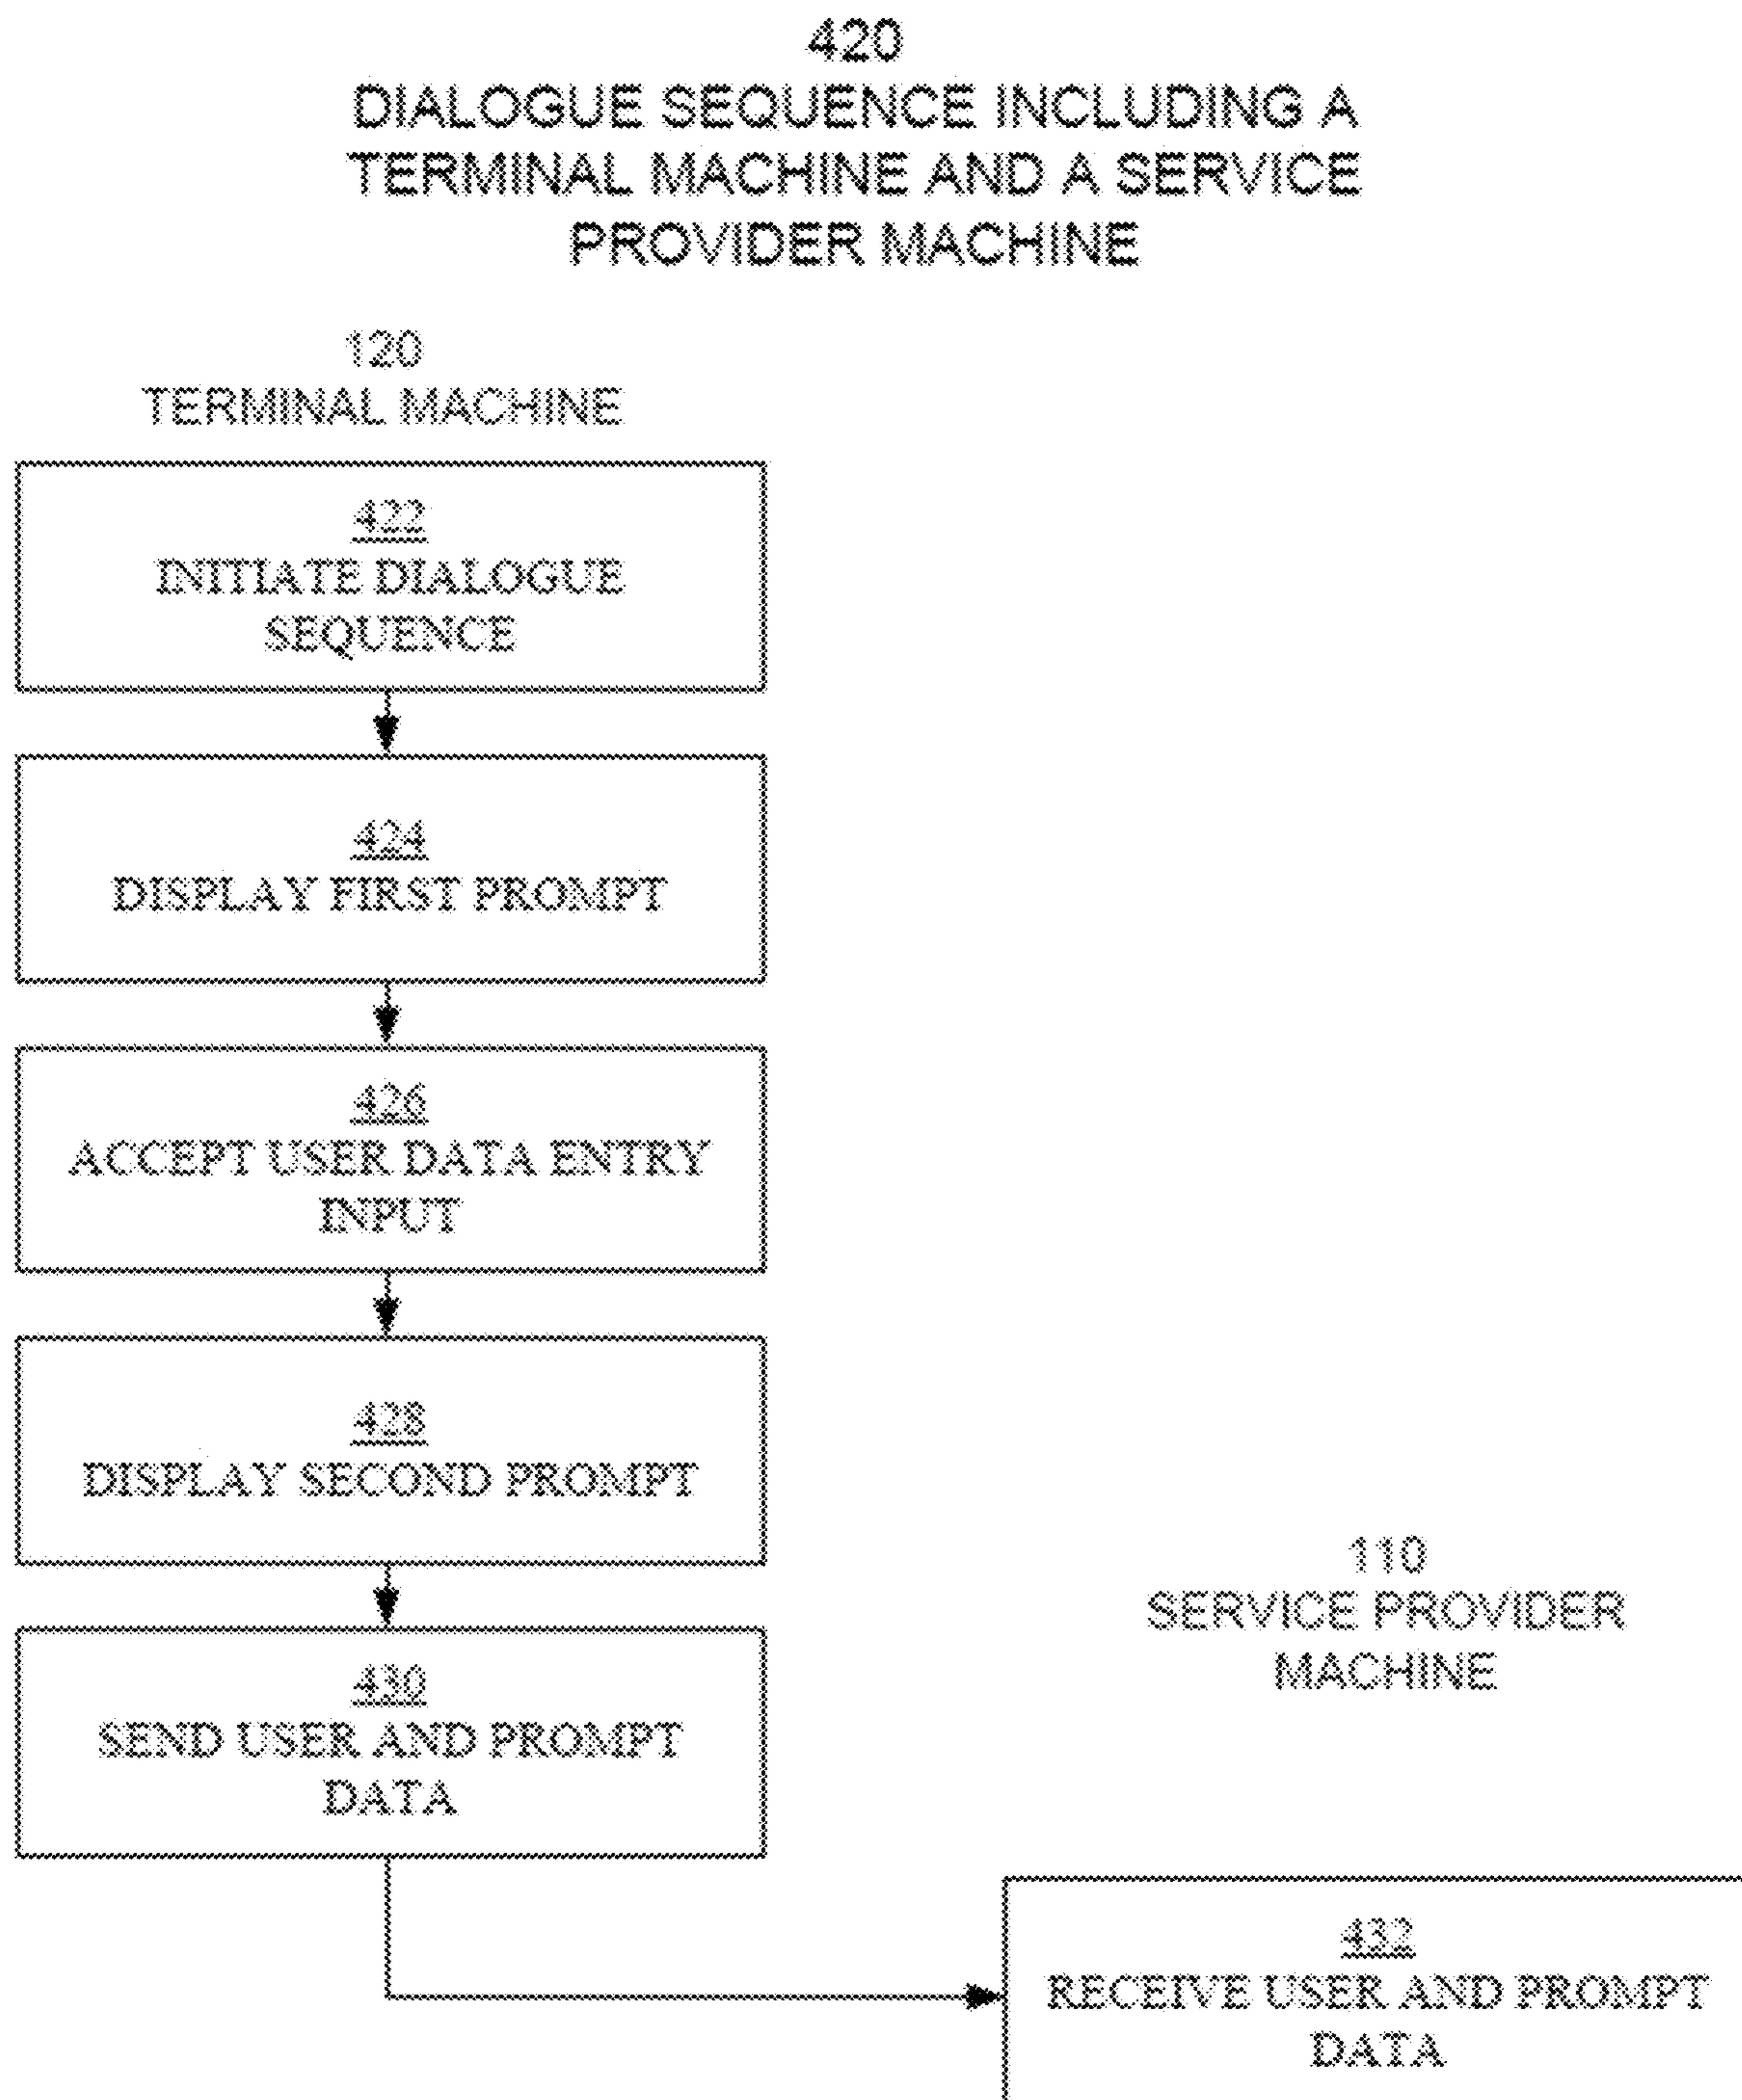 420
DIALOGUE SEQUENCE INCLUDING A
TERMINAL MACHINE AND A SERVICE
PROVIDER MACHINE
120
TERMINAL MACHINE
422
INITIATE DIALOGUE
SEQUENCE
424
DISPLAY FIRST PROMPT
426
ACCEPT USER DATA ENTRY
INPUT
428
DISPLAY SECOND PROMPT
110
SERVICE PROVIDER
MACHINE
430
SEND USER AND PROMPT
DATA
432
RECEIVE USER AND PROMPT
DATA